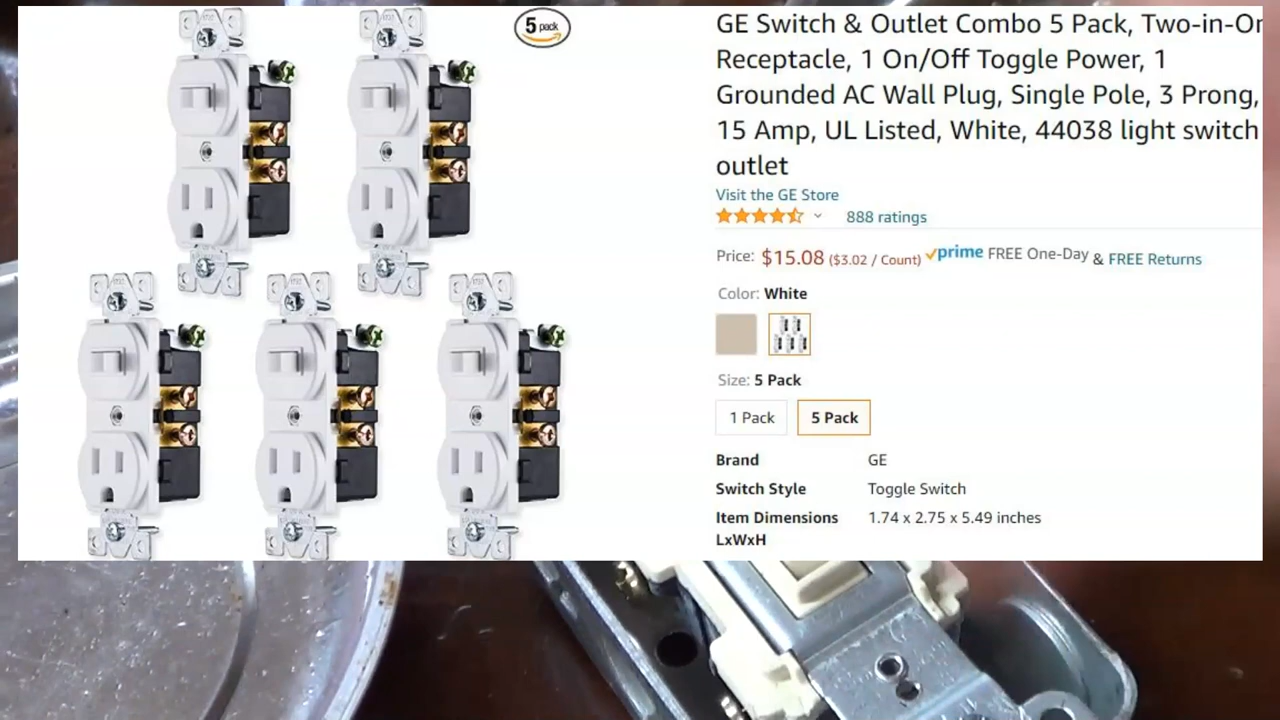 5 pack
GE Switch & Outlet Combo 5 Pack, Two-in-On
Receptacle, 1 On/Off Toggle Power, 1
Grounded AC Wall Plug, Single Pole, 3 Prong,
15 Amp, UL Listed, White, 44038 light switch
outlet
Visit the GE Store
888 ratings
Price: $15.08 ($3.02 / Count) prime FREE One-Day & FREE Returns
Color: White
Size: 5 Pack
1 Pack 5 Pack
Brand GE
Switch Style Toggle Switch
Item Dimensions 1.74 x 2.75 x 5.49 inches
LxWxH